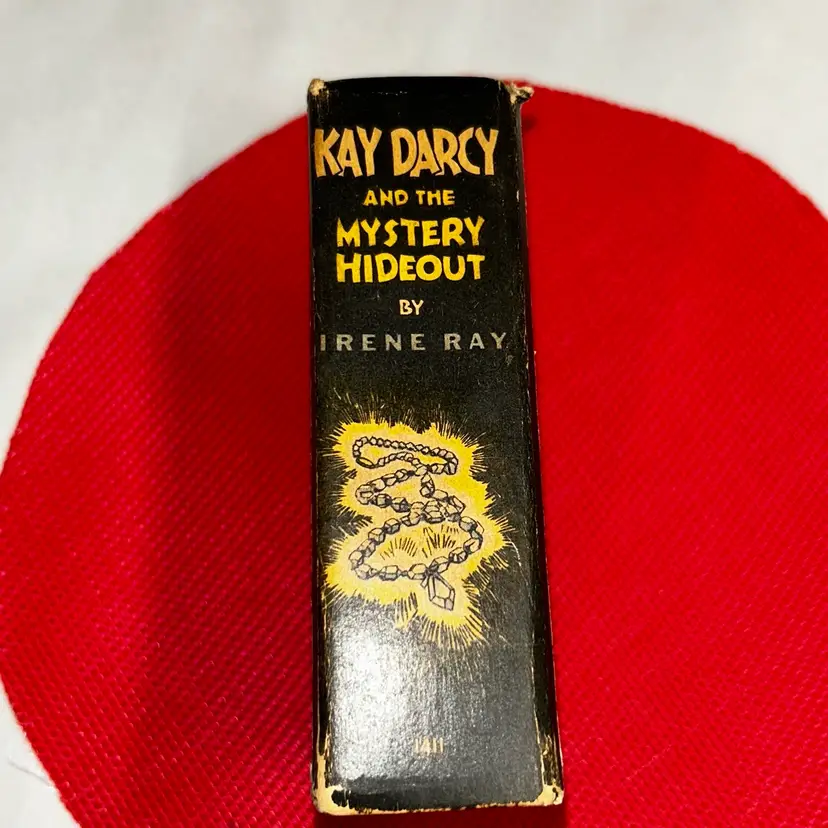 KAY DARCY
AND THE
MYSTERY
HIDEOUT
BY
IRENE RAY
1411